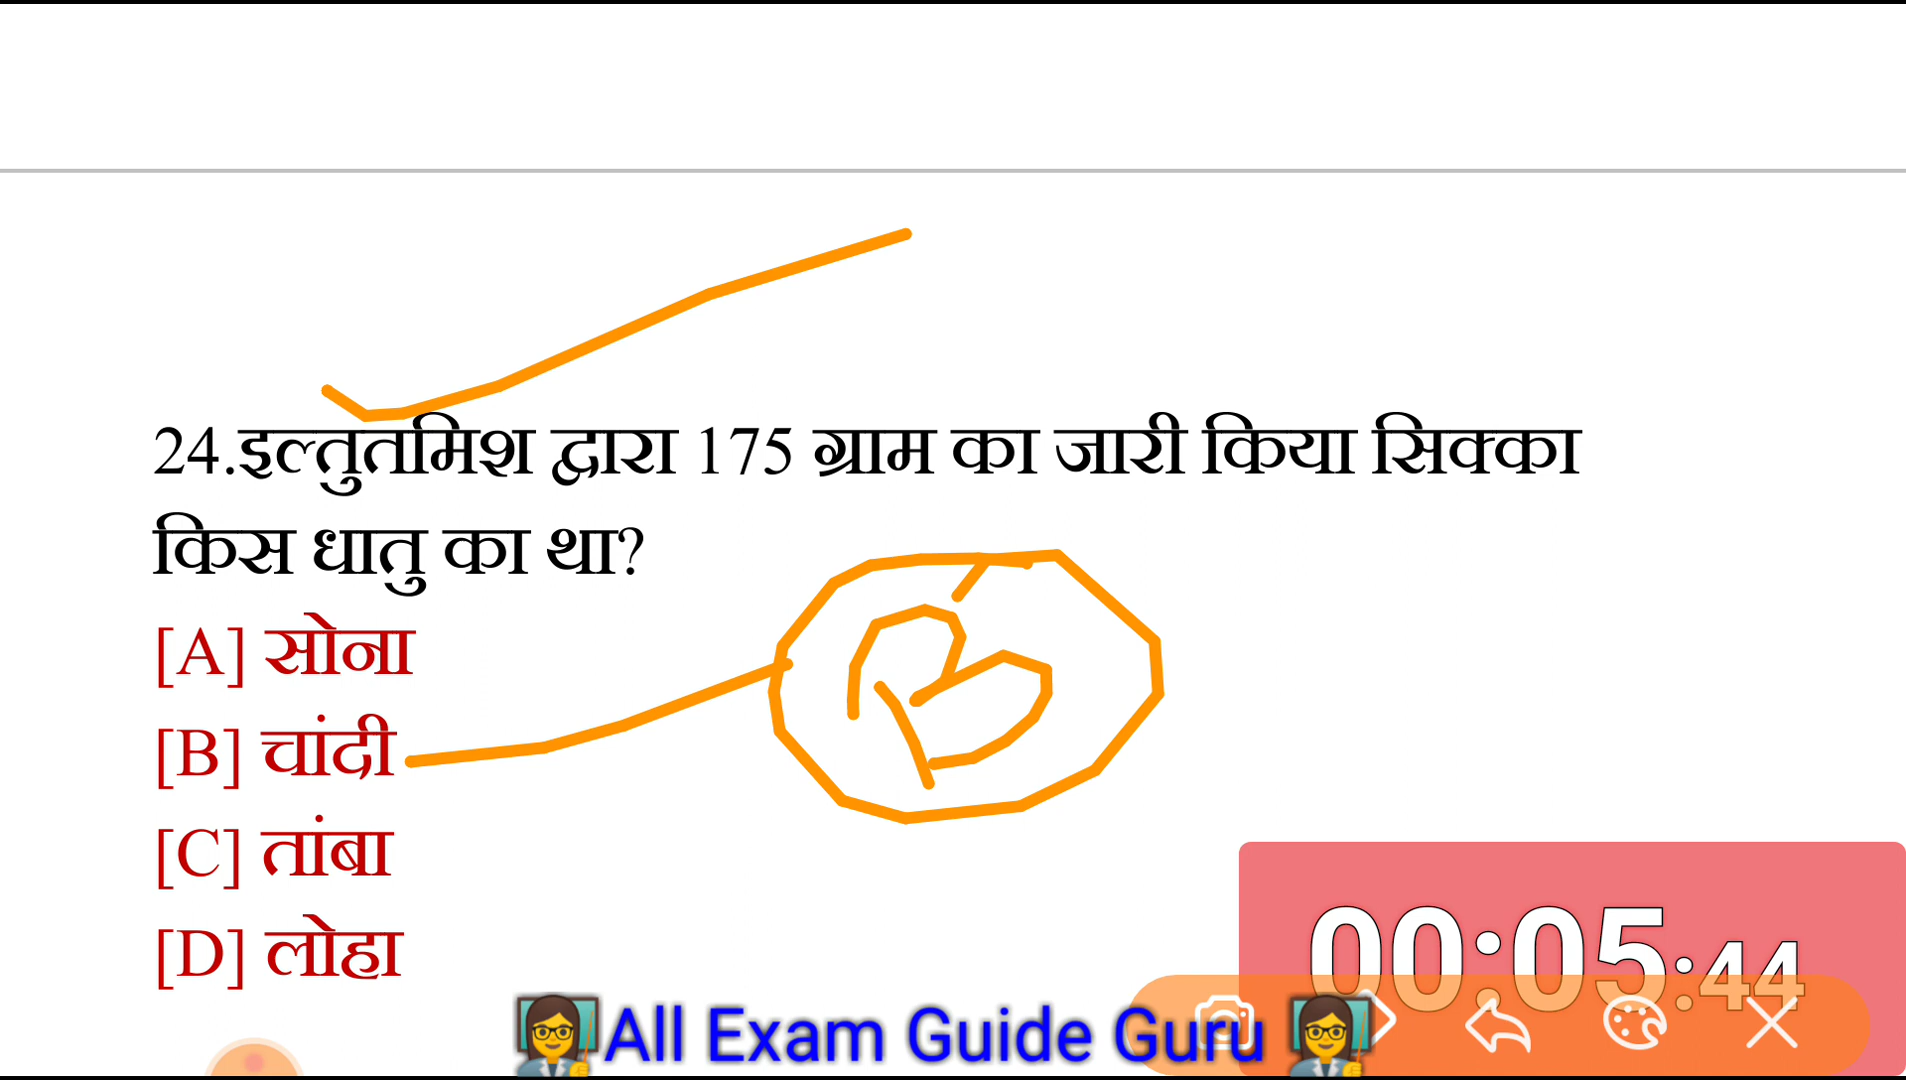 24.इल्तुतमिश द्वारा 175 ग्राम का जारी किया सिक्का
किस धातु का था?
[A] सोना
[B] चांदी
B
[C] तांबा
[D] लोहा
00:05:44
All Exam Guide Guru